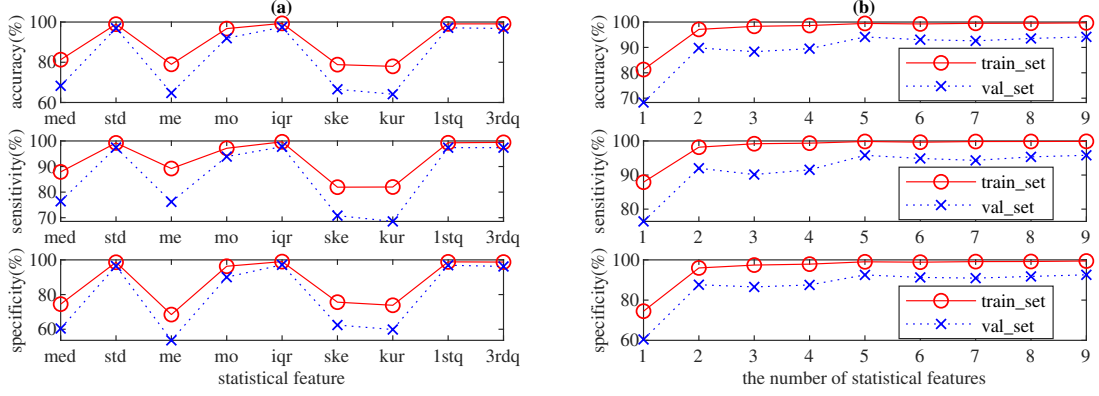 (a)
accuracy(%)
100
80
60
med std me mo iqr ske kur 1stq 3rdq
sensitivity(%)
100
90
80
70
med std me mo iqr ske kur 1stq 3rdq
specificity(%)
100
80
60
med std me mo iqr ske kur 1stq 3rdq
statistical feature
(b)
accuracy(%)
100
90
80
70
train_set
val_set
1 2 3 4 5 6 7 8 9
sensitivity(%)
100
90
80
train_set
val_set
1 2 3 4 5 6 7 8 9
specificity(%)
100
80
60
train_set
val_set
1 2 3 4 5 6 7 8 9
the number of statistical features